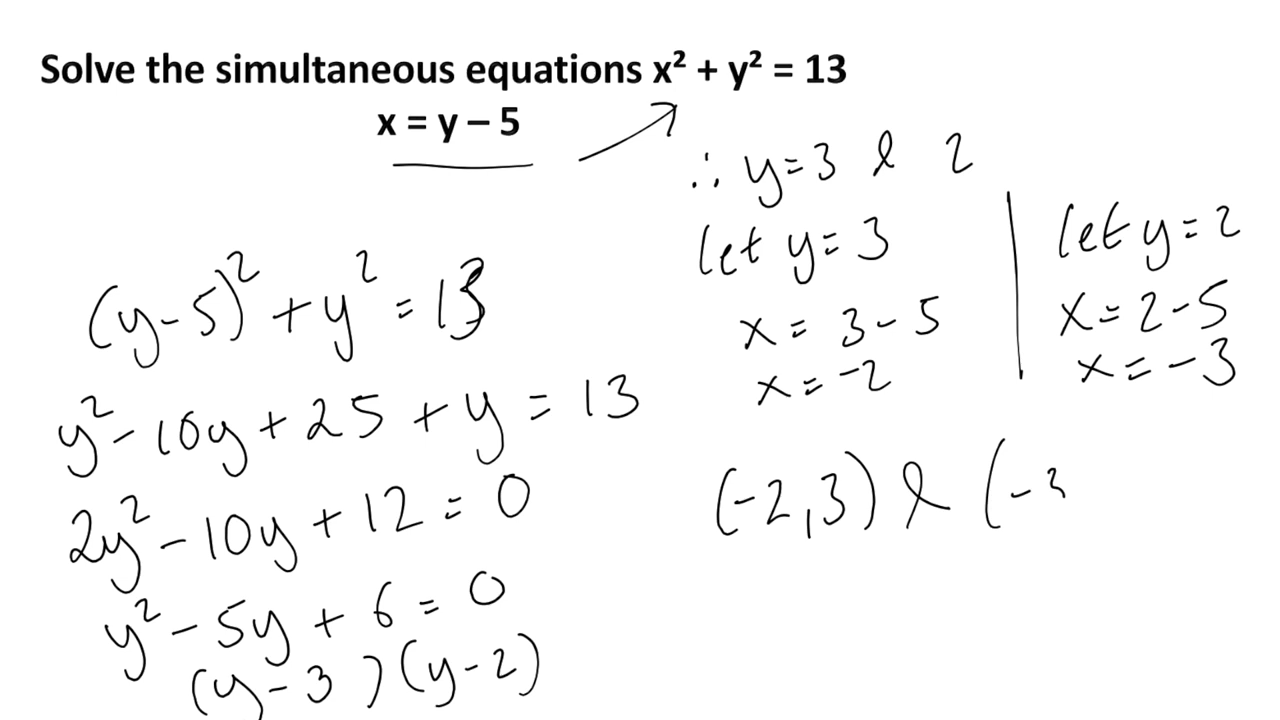 Solve the simultaneous equations x² + y² = 13
x = y – 5
(y-5)² + y² = 13
y² - 10y + 25 + y = 13
2y² - 10y + 12 = 0
y² - 5y + 6 = 0
(y - 3 ) (y - 2)
∴ y = 3 & 2
let y = 3
x = 3 - 5
x = -2
let y = 2
x = 2 - 5
x = -3
(-2, 3) & (-3